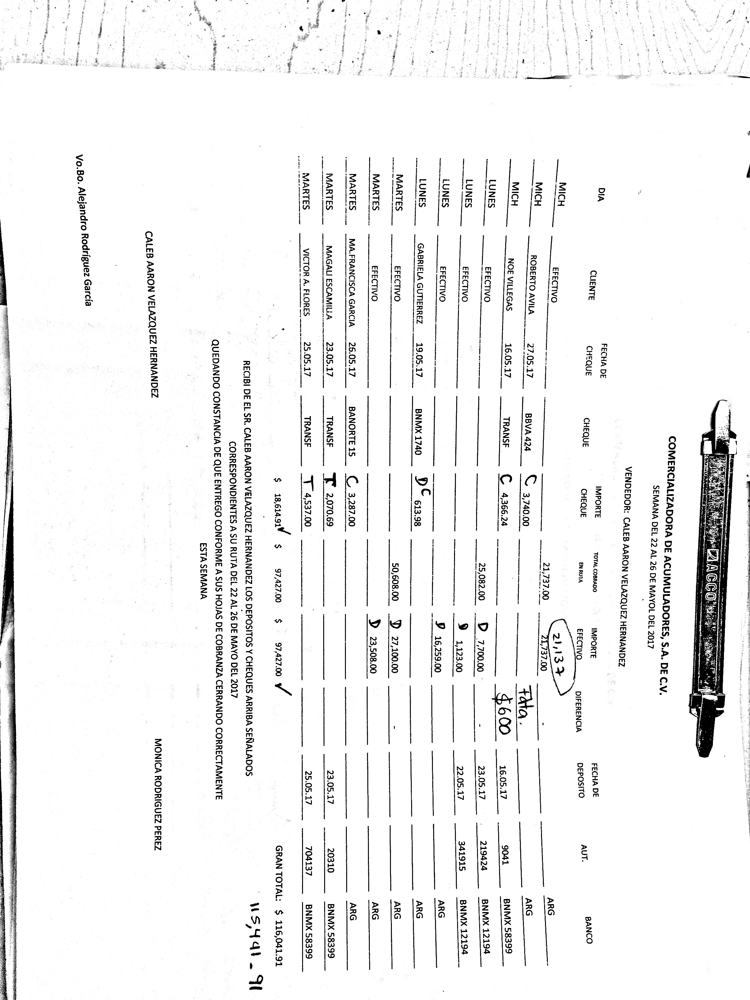 ACCO
COMERCIALIZADORA DE ACUMULADORES, S.A. DE C.V.
SEMANA DEL 22 AL 26 DE MAYOL DEL 2017
VENDEDOR: CALEB AARON VELAZQUEZ HERNANDEZ
DIA CLIENTE FECHA DE CHEQUE CHEQUE IMPORTE CHEQUE TOTAL COBRADO EN RUTA IMPORTE EFECTIVO DIFERENCIA FECHA DE DEPOSITO AUT. BANCO
21,137
MICH EFECTIVO 21,737.00 21,737.00 - ARG
MICH ROBERTO AVILA 27.05.17 BBVA 424 C 3,740.00 Falta. ARG
MICH NOE VILLEGAS 16.05.17 TRANSF C 4,366.24 $600 16.05.17 9041 BNMX 58399
LUNES EFECTIVO 25,082.00 D 7,700.00 - 23.05.17 219424 BNMX 12194
LUNES EFECTIVO D 1,123.00 22.05.17 341915 BNMX 12194
LUNES EFECTIVO D 16,259.00 ARG
LUNES GABRIELA GUTIERREZ 19.05.17 BNMX 1740 DC 613.98 ARG
MARTES EFECTIVO 50,608.00 D 27,100.00 - ARG
MARTES EFECTIVO D 23,508.00 ARG
MARTES MA.FRANCISCA GARCIA 26.05.17 BANORTE 15 C 3,287.00 ARG
MARTES MAGALI ESCAMILLA 23.05.17 TRANSF T 2,070.69 23.05.17 20310 BNMX 58399
MARTES VICTOR A. FLORES 25.05.17 TRANSF T 4,537.00 25.05.17 704137 BNMX 58399
$ 18,614.91 $ 97,427.00 $ 97,427.00 GRAN TOTAL: $ 116,041.91
115,441-91
RECIBI DE EL SR. CALEB AARON VELAZQUEZ HERNANDEZ LOS DEPOSITOS Y CHEQUES ARRIBA SEÑALADOS
CORRESPONDIENTES A SU RUTA DEL 22 AL 26 DE MAYO DEL 2017
QUEDANDO CONSTANCIA DE QUE ENTREGO CONFORME A SUS HOJAS DE COBRANZA CERRANDO CORRECTAMENTE
ESTA SEMANA
CALEB AARON VELAZQUEZ HERNANDEZ MONICA RODRIGUEZ PEREZ
Vo.Bo. Alejandro Rodríguez García